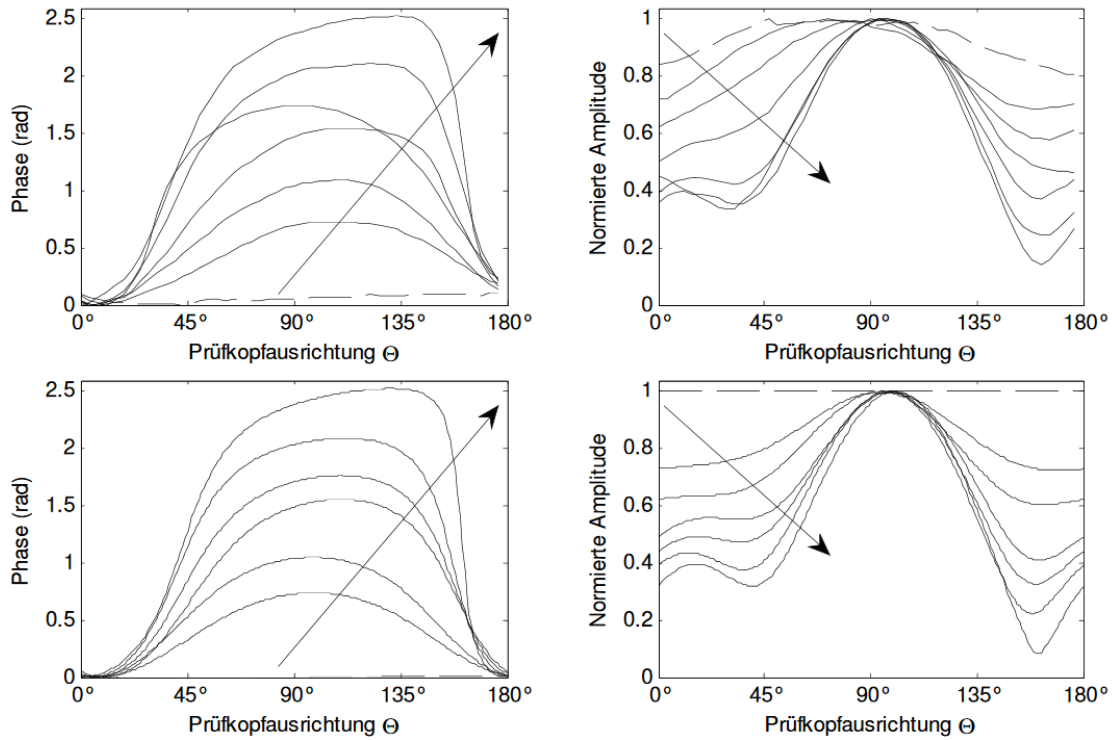 Phase (rad)
2.5
2
1.5
1
0.5
0
0° 45° 90° 135° 180°
Prüfkopfausrichtung Θ
Normierte Amplitude
1
0.8
0.6
0.4
0.2
0
0° 45° 90° 135° 180°
Prüfkopfausrichtung Θ
Phase (rad)
2.5
2
1.5
1
0.5
0
0° 45° 90° 135° 180°
Prüfkopfausrichtung Θ
Normierte Amplitude
1
0.8
0.6
0.4
0.2
0
0° 45° 90° 135° 180°
Prüfkopfausrichtung Θ